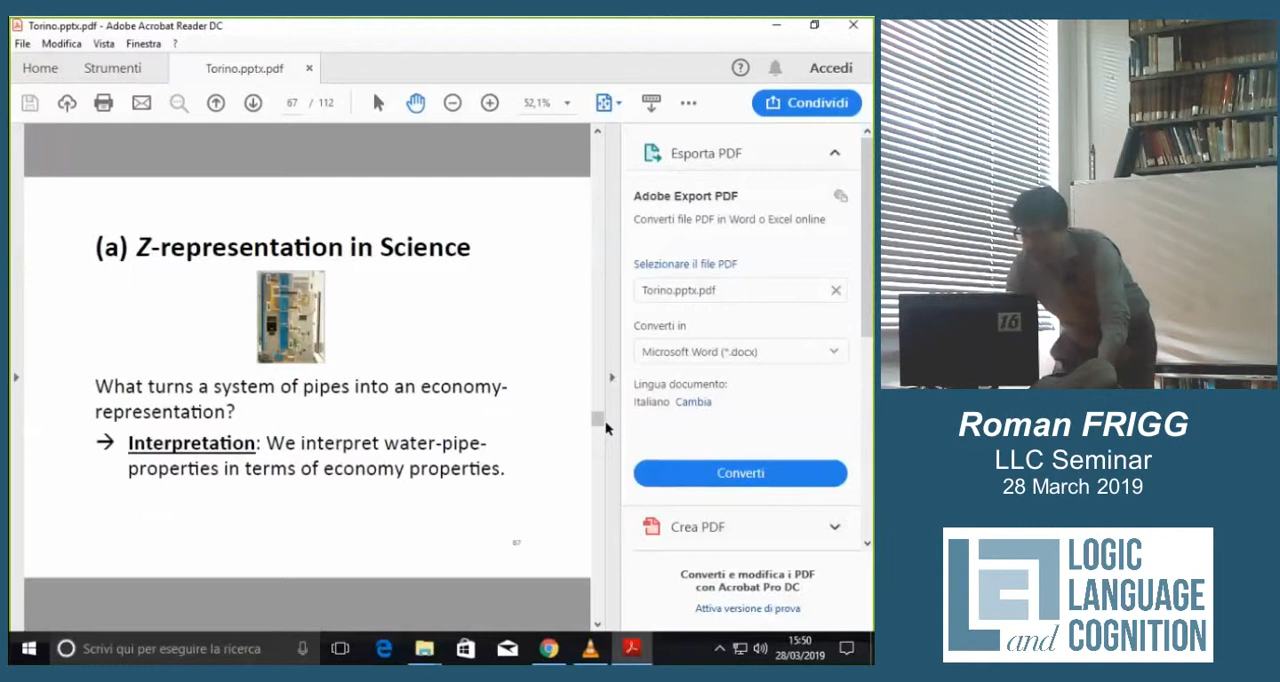 Torino.pptx.pdf - Adobe Acrobat Reader DC
File Modifica Vista Finestra ?
Home Strumenti Torino.pptx.pdf × Accedi
67 / 112 52,1% Condividi
(a) Z-representation in Science
What turns a system of pipes into an economy-
representation?
→ Interpretation: We interpret water-pipe-
properties in terms of economy properties.
67
Esporta PDF
Adobe Export PDF
Converti file PDF in Word o Excel online
Selezionare il file PDF
Torino.pptx.pdf
Converti in
Microsoft Word (*.docx)
Lingua documento:
Italiano Cambia
Converti
Crea PDF
Converti e modifica i PDF
con Acrobat Pro DC
Attiva versione di prova
Scrivi qui per eseguire la ricerca
15:50
28/03/2019
16
Roman FRIGG
LLC Seminar
28 March 2019
LOGIC
LANGUAGE
and COGNITION